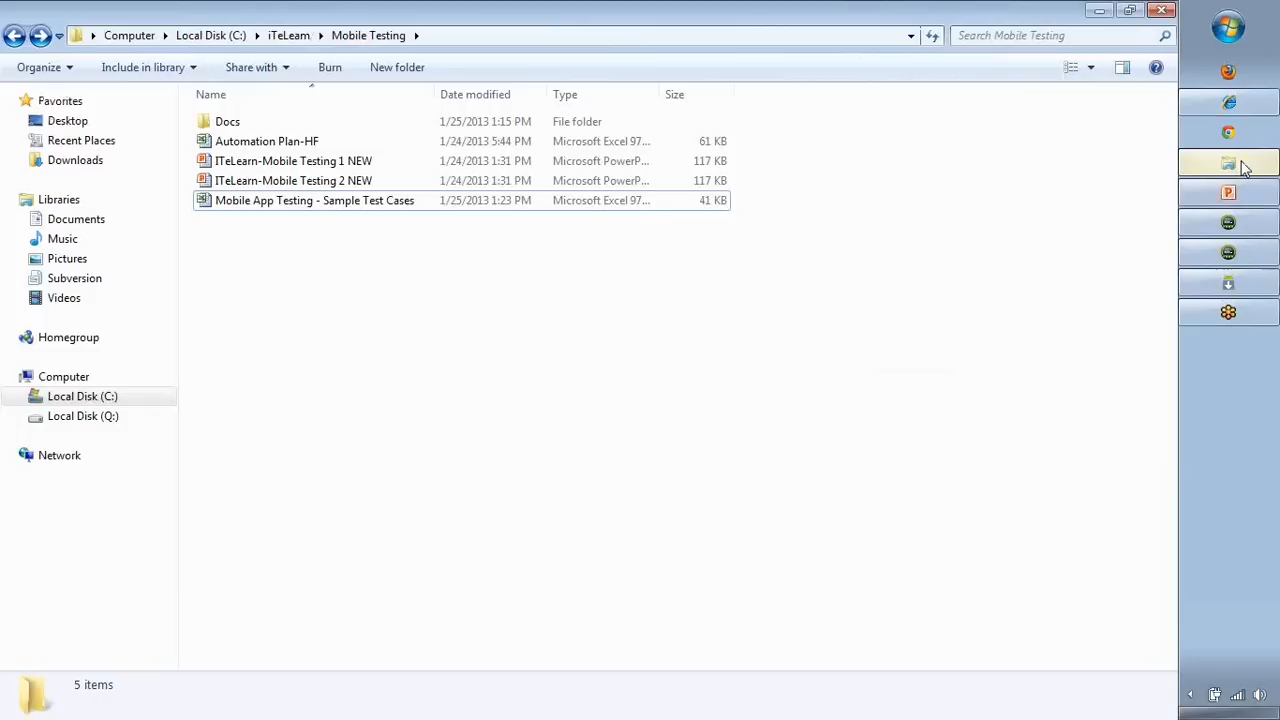 Computer Local Disk (C:) iTeLearn Mobile Testing Search Mobile Testing
Organize Include in library Share with Burn New folder
Name Date modified Type Size
Favorites
Desktop
Recent Places
Downloads
Libraries
Documents
Music
Pictures
Subversion
Videos
Homegroup
Computer
Local Disk (C:)
Local Disk (Q:)
Network
Docs 1/25/2013 1:15 PM File folder
Automation Plan-HF 1/24/2013 5:44 PM Microsoft Excel 97... 61 KB
ITeLearn-Mobile Testing 1 NEW 1/24/2013 1:31 PM Microsoft PowerP... 117 KB
ITeLearn-Mobile Testing 2 NEW 1/24/2013 1:31 PM Microsoft PowerP... 117 KB
Mobile App Testing - Sample Test Cases 1/25/2013 1:23 PM Microsoft Excel 97... 41 KB
5 items